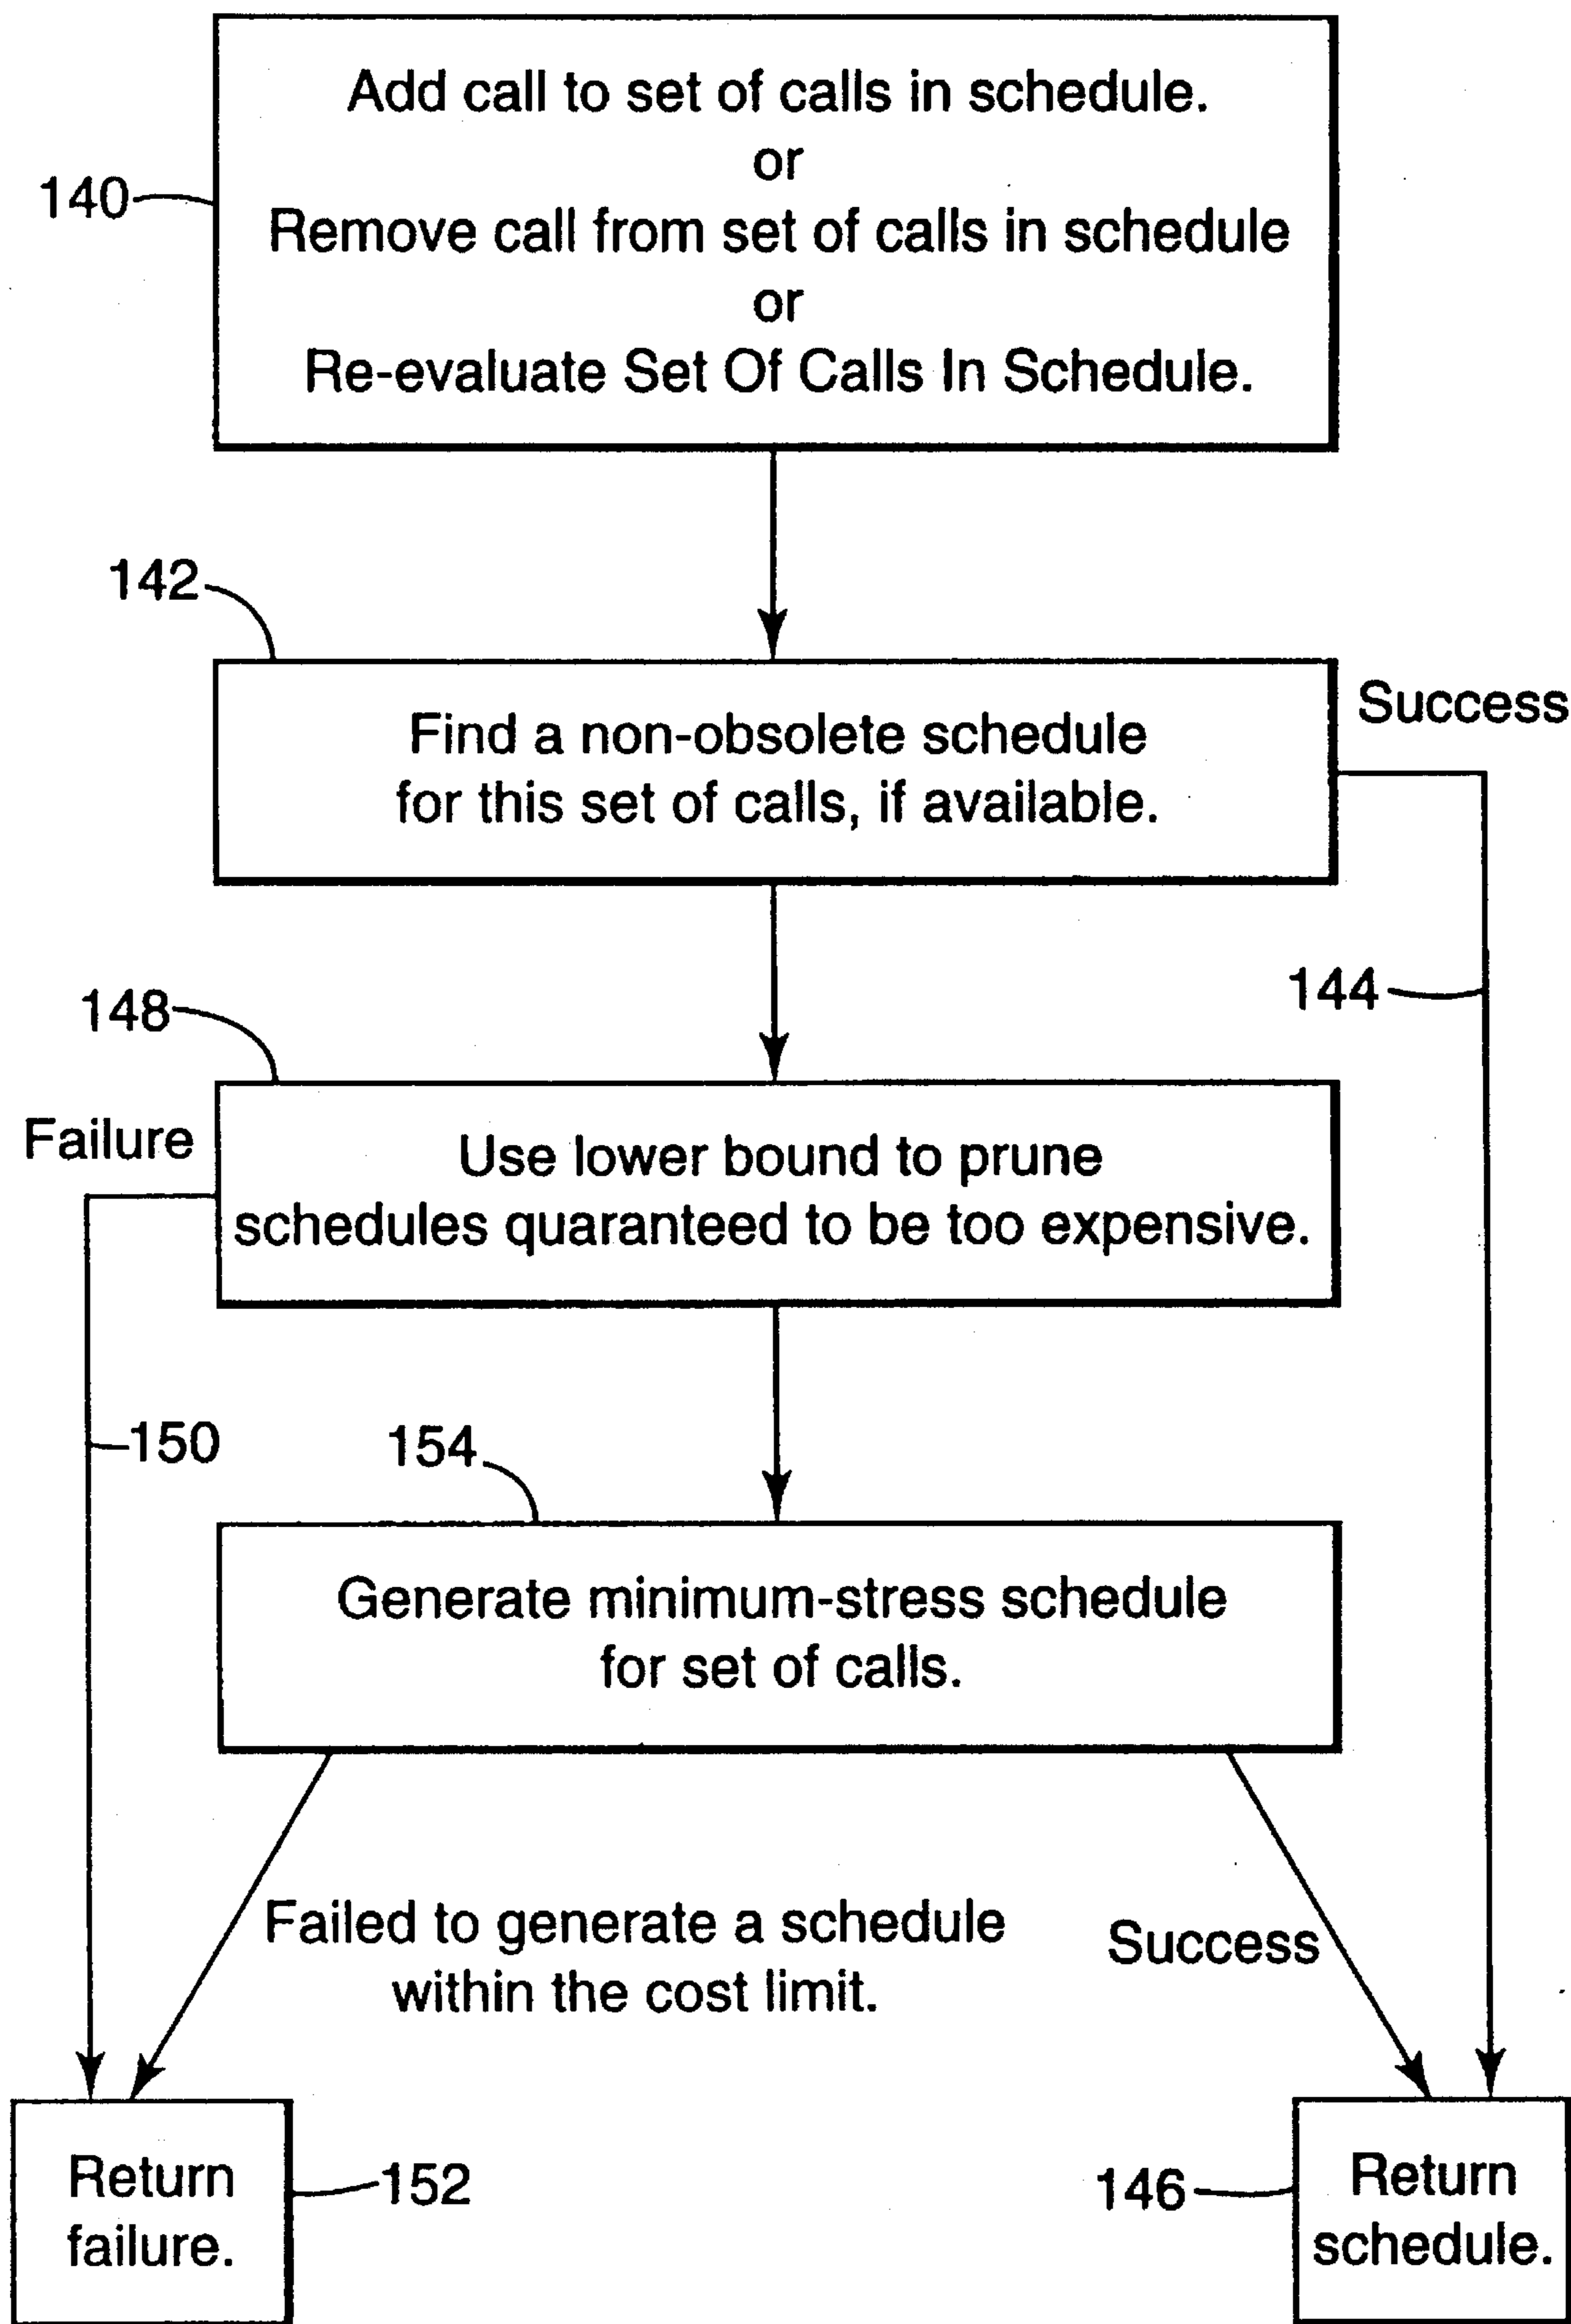 Add call to set of calls in schedule.
or
140
Remove call from set of calls in schedule
or
Re-evaluate Set Of Calls In Schedule.
142
Success
Find a non-obsolete schedule
for this set of calls, if available.
144
148
Failure
Use lower bound to prune
schedules quaranteed to be too expensive.
150
154
Generate minimum-stress schedule
for set of calls.
Failed to generate a schedule
within the cost limit.
Success
Return
failure.
152
146
Return
schedule.